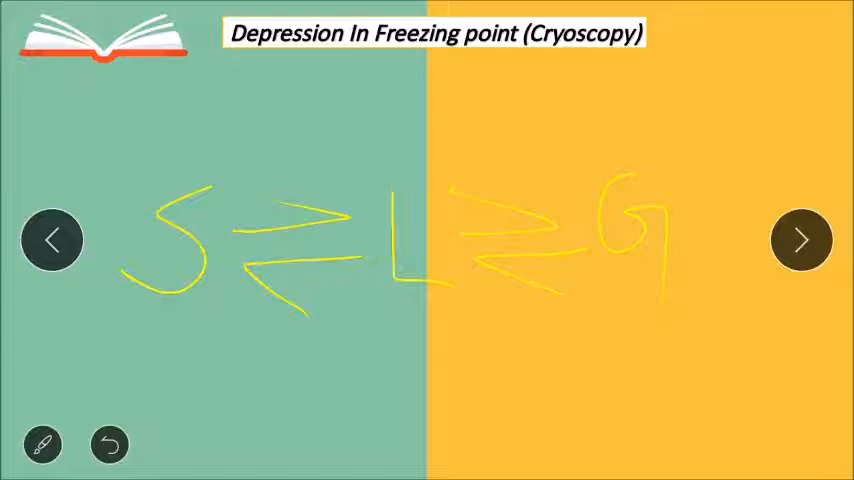 Depression In Freezing point (Cryoscopy)
S ⇌ L ⇌ G